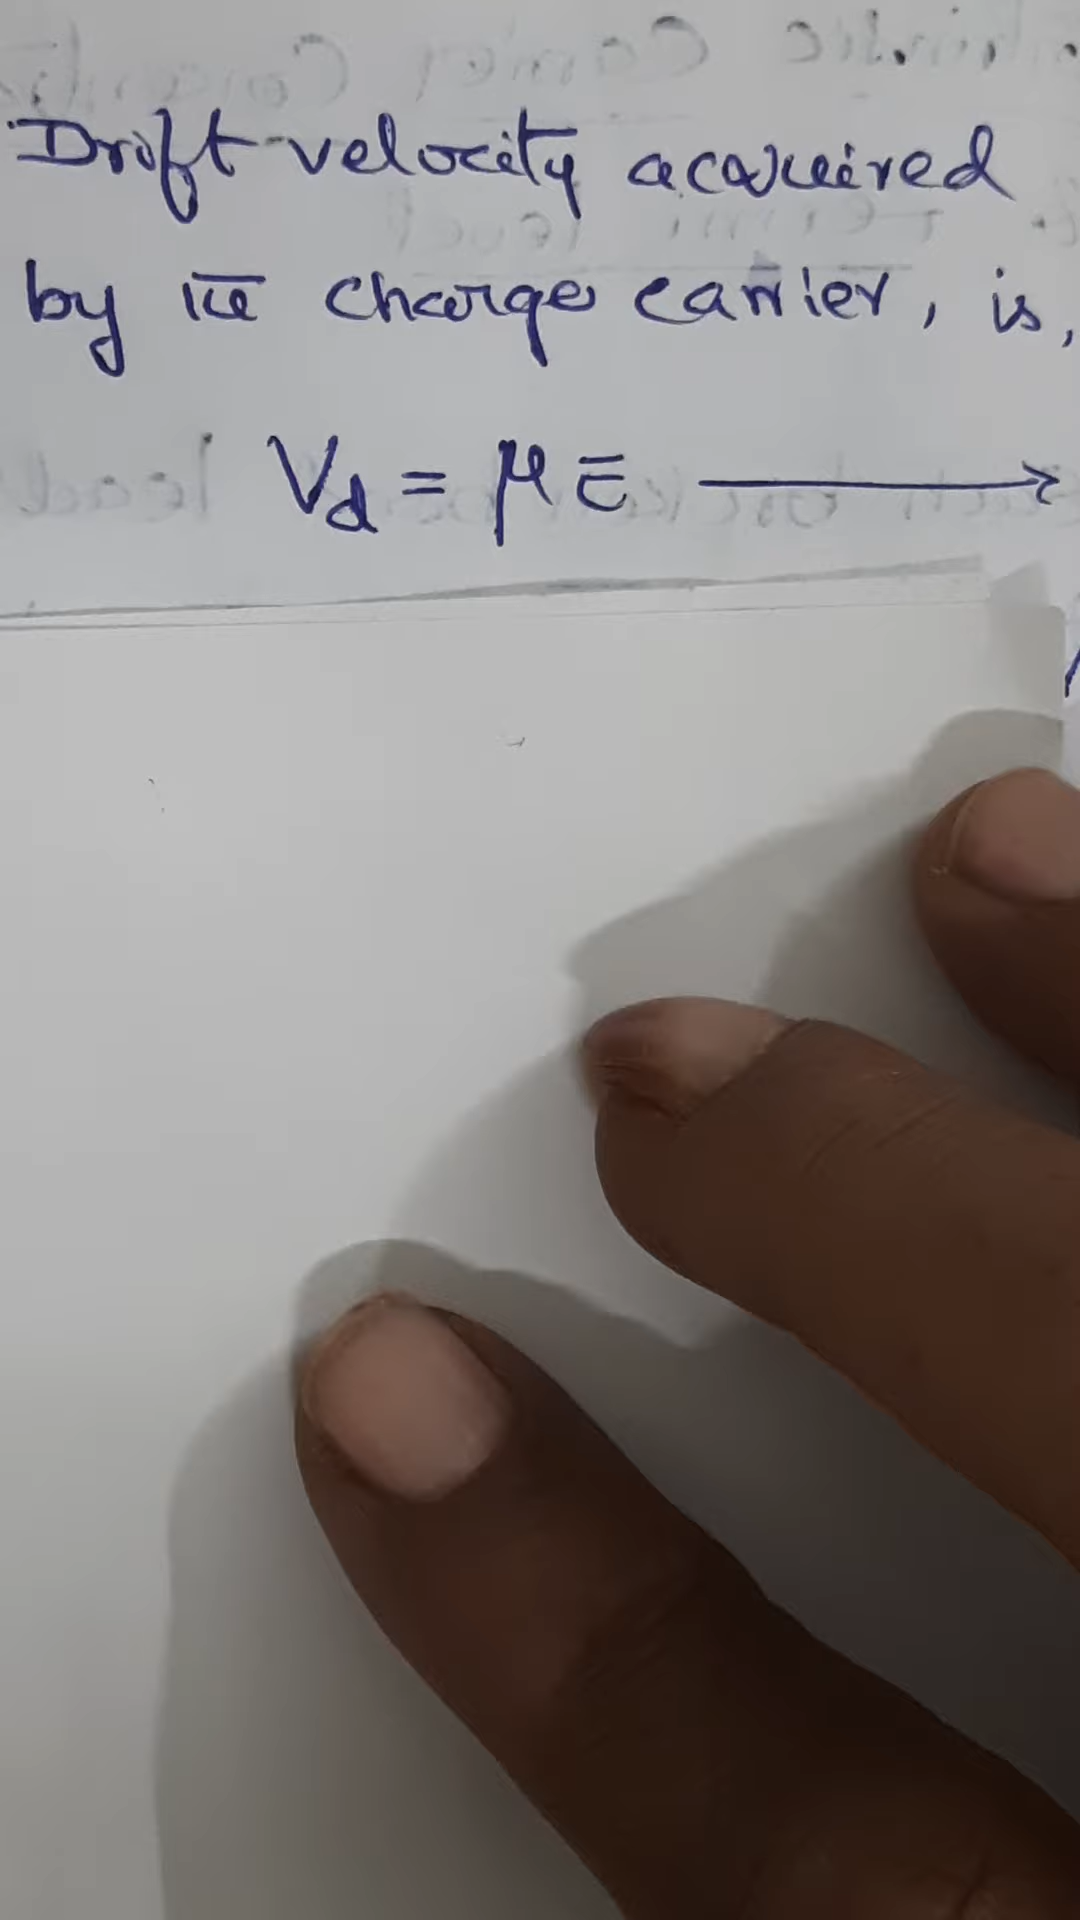 Drift velocity acquired
by the charge carrier, is,
Vd = μE →